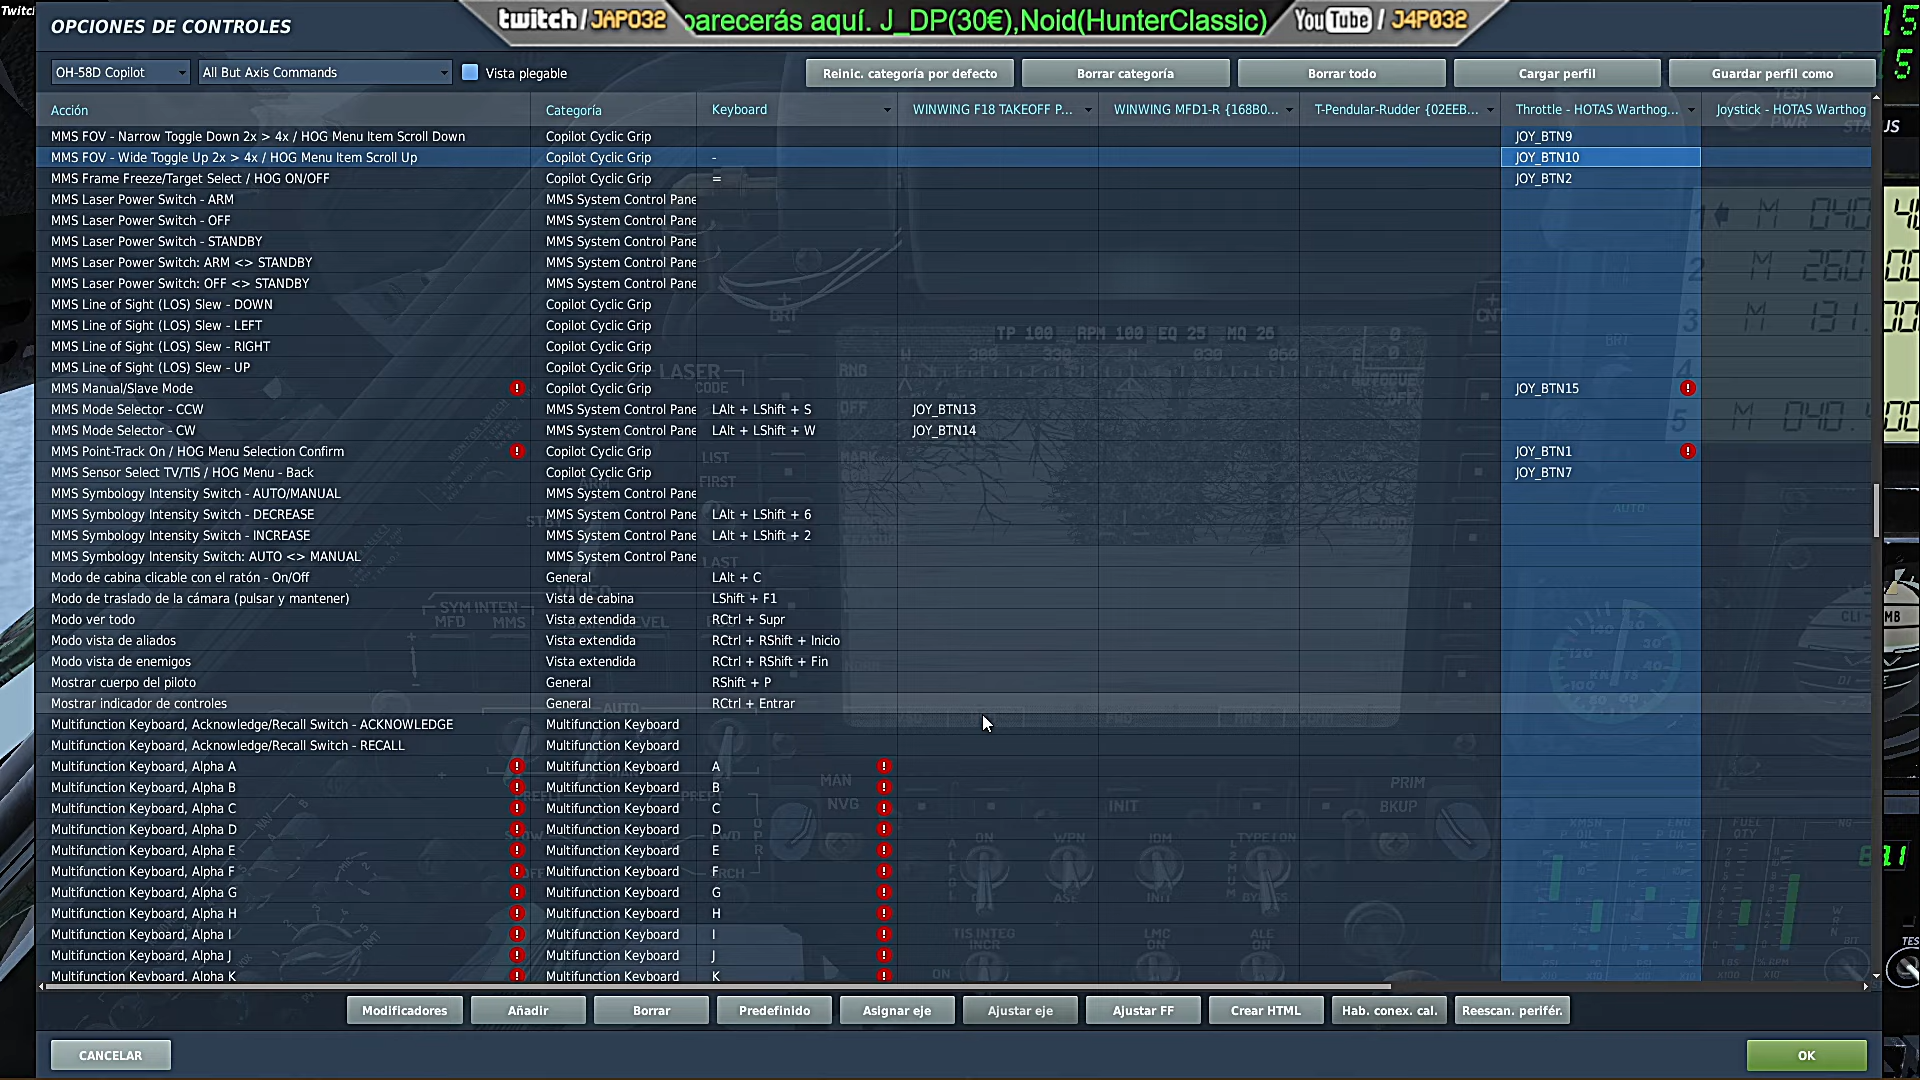 Twitc
OPCIONES DE CONTROLES
twitch / JAPO32
parecerás aquí. J_DP(30€),Noid(HunterClassic)
YouTube / J4P032
OH-58D Copilot All But Axis Commands Vista plegable Reinic. categoría por defecto Borrar categoría Borrar todo Cargar perfil Guardar perfil como
Acción Categoría Keyboard WINWING F18 TAKEOFF P... WINWING MFD1-R {168B0... T-Pendular-Rudder {02EEB... Throttle - HOTAS Warthog... Joystick - HOTAS Warthog
MMS FOV - Narrow Toggle Down 2x > 4x / HOG Menu Item Scroll Down Copilot Cyclic Grip JOY_BTN9
MMS FOV - Wide Toggle Up 2x > 4x / HOG Menu Item Scroll Up Copilot Cyclic Grip - JOY_BTN10
MMS Frame Freeze/Target Select / HOG ON/OFF Copilot Cyclic Grip = JOY_BTN2
MMS Laser Power Switch - ARM MMS System Control Pane
MMS Laser Power Switch - OFF MMS System Control Pane
MMS Laser Power Switch - STANDBY MMS System Control Pane
MMS Laser Power Switch: ARM <> STANDBY MMS System Control Pane
MMS Laser Power Switch: OFF <> STANDBY MMS System Control Pane
MMS Line of Sight (LOS) Slew - DOWN Copilot Cyclic Grip
MMS Line of Sight (LOS) Slew - LEFT Copilot Cyclic Grip
MMS Line of Sight (LOS) Slew - RIGHT Copilot Cyclic Grip
MMS Line of Sight (LOS) Slew - UP Copilot Cyclic Grip
MMS Manual/Slave Mode ! Copilot Cyclic Grip JOY_BTN15 !
MMS Mode Selector - CCW MMS System Control Pane LAlt + LShift + S JOY_BTN13
MMS Mode Selector - CW MMS System Control Pane LAlt + LShift + W JOY_BTN14
MMS Point-Track On / HOG Menu Selection Confirm ! Copilot Cyclic Grip JOY_BTN1 !
MMS Sensor Select TV/TIS / HOG Menu - Back Copilot Cyclic Grip JOY_BTN7
MMS Symbology Intensity Switch - AUTO/MANUAL MMS System Control Pane
MMS Symbology Intensity Switch - DECREASE MMS System Control Pane LAlt + LShift + 6
MMS Symbology Intensity Switch - INCREASE MMS System Control Pane LAlt + LShift + 2
MMS Symbology Intensity Switch: AUTO <> MANUAL MMS System Control Pane
Modo de cabina clicable con el ratón - On/Off General LAlt + C
Modo de traslado de la cámara (pulsar y mantener) Vista de cabina LShift + F1
Modo ver todo Vista extendida RCtrl + Supr
Modo vista de aliados Vista extendida RCtrl + RShift + Inicio
Modo vista de enemigos Vista extendida RCtrl + RShift + Fin
Mostrar cuerpo del piloto General RShift + P
Mostrar indicador de controles General RCtrl + Entrar
Multifunction Keyboard, Acknowledge/Recall Switch - ACKNOWLEDGE Multifunction Keyboard
Multifunction Keyboard, Acknowledge/Recall Switch - RECALL Multifunction Keyboard
Multifunction Keyboard, Alpha A ! Multifunction Keyboard A !
Multifunction Keyboard, Alpha B ! Multifunction Keyboard B !
Multifunction Keyboard, Alpha C ! Multifunction Keyboard C !
Multifunction Keyboard, Alpha D ! Multifunction Keyboard D !
Multifunction Keyboard, Alpha E ! Multifunction Keyboard E !
Multifunction Keyboard, Alpha F ! Multifunction Keyboard F !
Multifunction Keyboard, Alpha G ! Multifunction Keyboard G !
Multifunction Keyboard, Alpha H ! Multifunction Keyboard H !
Multifunction Keyboard, Alpha I ! Multifunction Keyboard I !
Multifunction Keyboard, Alpha J ! Multifunction Keyboard J !
Multifunction Keyboard, Alpha K ! Multifunction Keyboard K !
Modificadores Añadir Borrar Predefinido Asignar eje Ajustar eje Ajustar FF Crear HTML Hab. conex. cal. Reescan. perifér.
CANCELAR OK